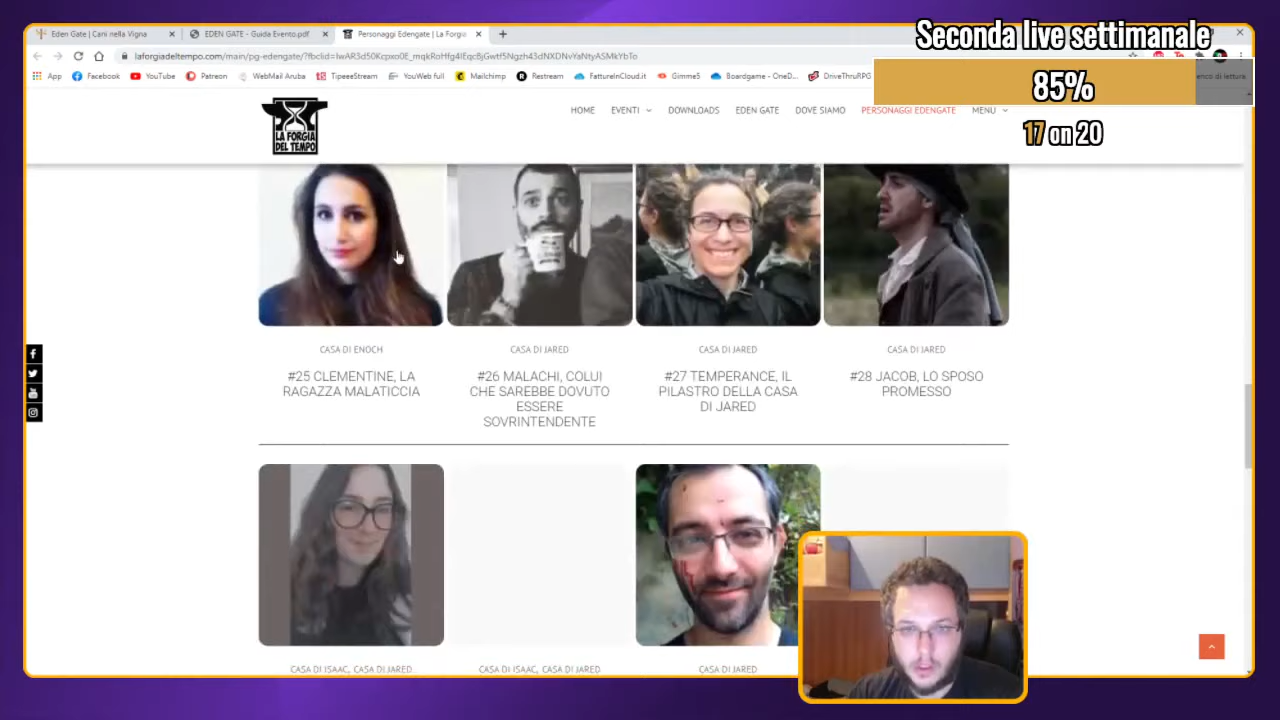 Seconda live settimanale
Eden Gate | Cani nella Vigna
EDEN GATE - Guida Evento.pdf
Personaggi Edengate | La Forgia
85%
17 on 20
App
Facebook
YouTube
Patreon
WebMail Aruba
TipeeeStream
YouWeb full
Mailchimp
Restream
FattureInCloud.it
Gimme5
Boardgame - OneD...
DriveThruRPG
LA FORGIA
DEL TEMPO
HOME
EVENTI
DOWNLOADS
EDEN GATE
DOVE SIAMO
PERSONAGGI EDENGATE
MENU
CASA DI ENOCH
#25 CLEMENTINE, LA
RAGAZZA MALATICCIA
CASA DI JARED
#26 MALACHI, COLUI
CHE SAREBBE DOVUTO
ESSERE
SOVRINTENDENTE
CASA DI JARED
#27 TEMPERANCE, IL
PILASTRO DELLA CASA
DI JARED
CASA DI JARED
#28 JACOB, LO SPOSO
PROMESSO
CASA DI ISAAC, CASA DI JARED
CASA DI ISAAC, CASA DI JARED
CASA DI JARED